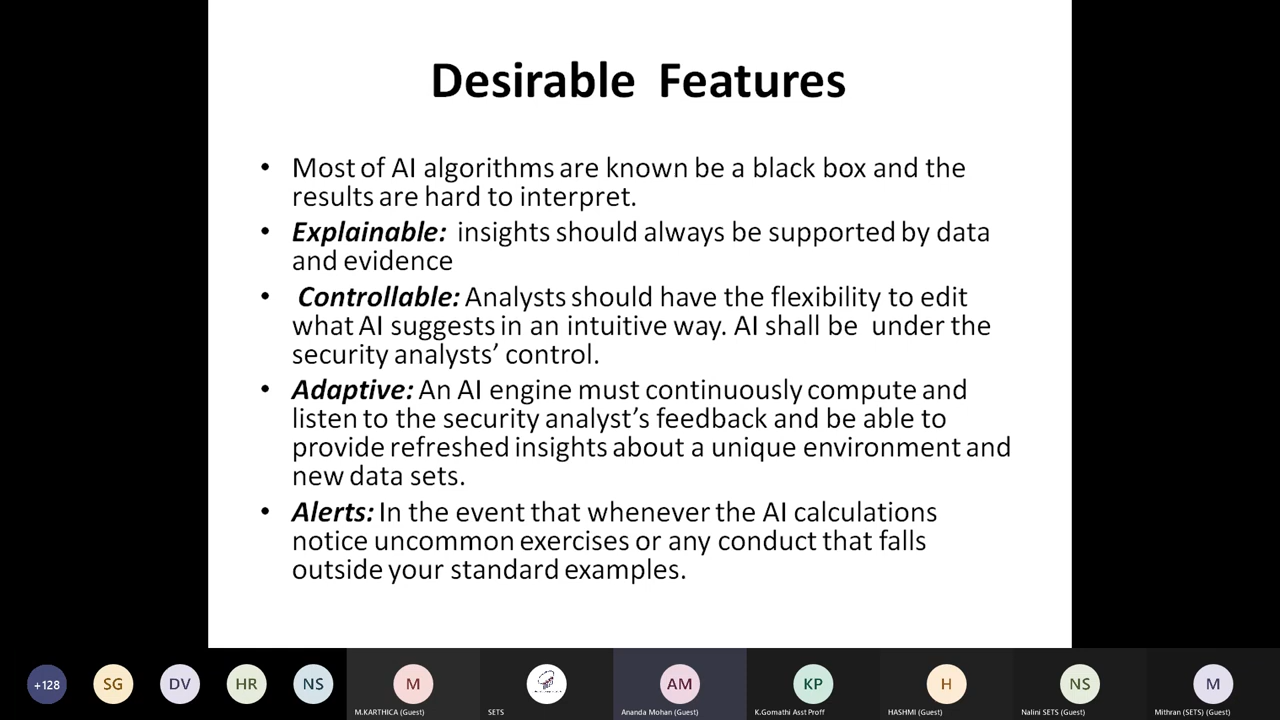 Desirable Features
• Most of AI algorithms are known be a black box and the
results are hard to interpret.
• Explainable: insights should always be supported by data
and evidence
• Controllable: Analysts should have the flexibility to edit
what AI suggests in an intuitive way. AI shall be under the
security analysts’ control.
• Adaptive: An AI engine must continuously compute and
listen to the security analyst’s feedback and be able to
provide refreshed insights about a unique environment and
new data sets.
• Alerts: In the event that whenever the AI calculations
notice uncommon exercises or any conduct that falls
outside your standard examples.
+128 SG DV HR NS M AM KP H NS M
M.KARTHICA (Guest) SETS Ananda Mohan (Guest) K.Gomathi Asst Proff HASHMI (Guest) Nalini SETS (Guest) Mithran (SETS) (Guest)